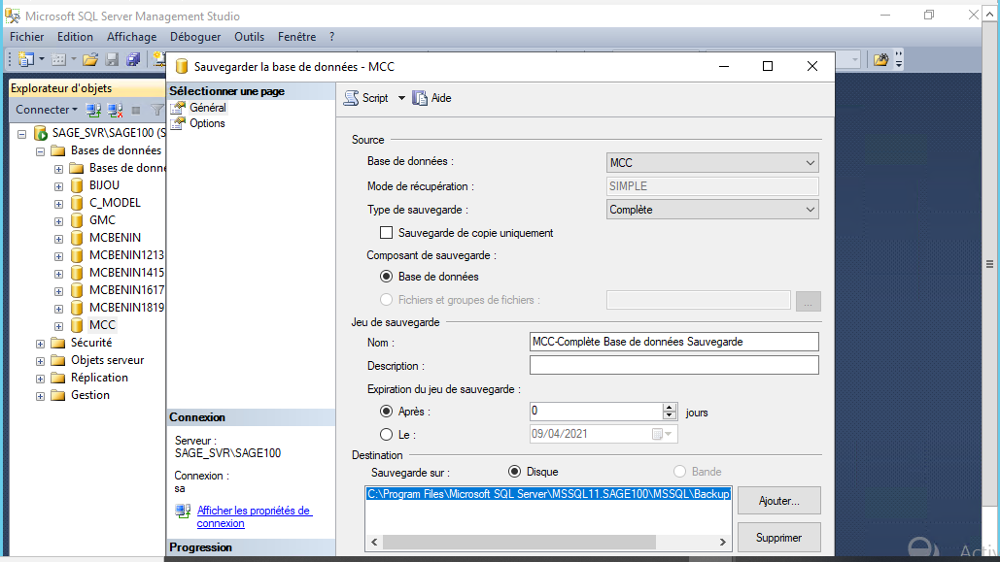 Microsoft SQL Server Management Studio
Fichier Edition Affichage Déboguer Outils Fenêtre ?
Sauvegarder la base de données - MCC
Explorateur d'objets
Connecter
SAGE_SVR\SAGE100 (S
Bases de données
Bases de donné
BIJOU
C_MODEL
GMC
MCBENIN
MCBENIN1213
MCBENIN1415
MCBENIN1617
MCBENIN1819
MCC
Sécurité
Objets serveur
Réplication
Gestion
Sélectionner une page
Général
Options
Connexion
Serveur :
SAGE_SVR\SAGE100
Connexion :
sa
Afficher les propriétés de
connexion
Progression
Script Aide
Source
Base de données : MCC
Mode de récupération : SIMPLE
Type de sauvegarde : Complète
Sauvegarde de copie uniquement
Composant de sauvegarde :
Base de données
Fichiers et groupes de fichiers : ...
Jeu de sauvegarde
Nom : MCC-Complète Base de données Sauvegarde
Description :
Expiration du jeu de sauvegarde :
Après : 0 jours
Le : 09/04/2021
Destination
Sauvegarde sur : Disque Bande
C:\Program Files\Microsoft SQL Server\MSSQL11.SAGE100\MSSQL\Backup
Ajouter...
Supprimer
Activ